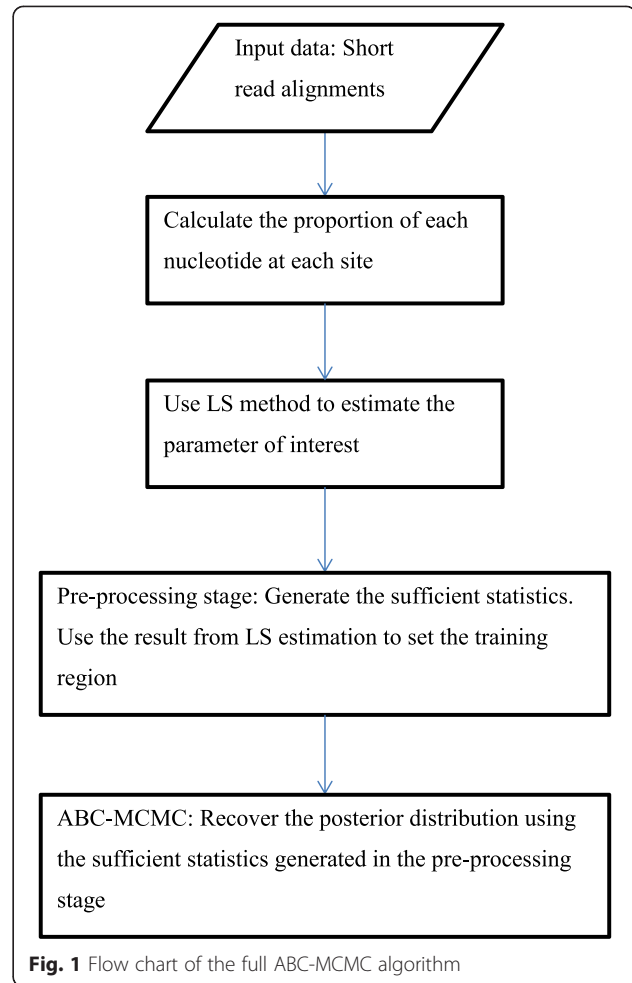 Input data: Short
read alignments
Calculate the proportion of each
nucleotide at each site
Use LS method to estimate the
parameter of interest
Pre-processing stage: Generate the sufficient statistics.
Use the result from LS estimation to set the training
region
ABC-MCMC: Recover the posterior distribution using
the sufficient statistics generated in the pre-processing
stage
Fig. 1 Flow chart of the full ABC-MCMC algorithm